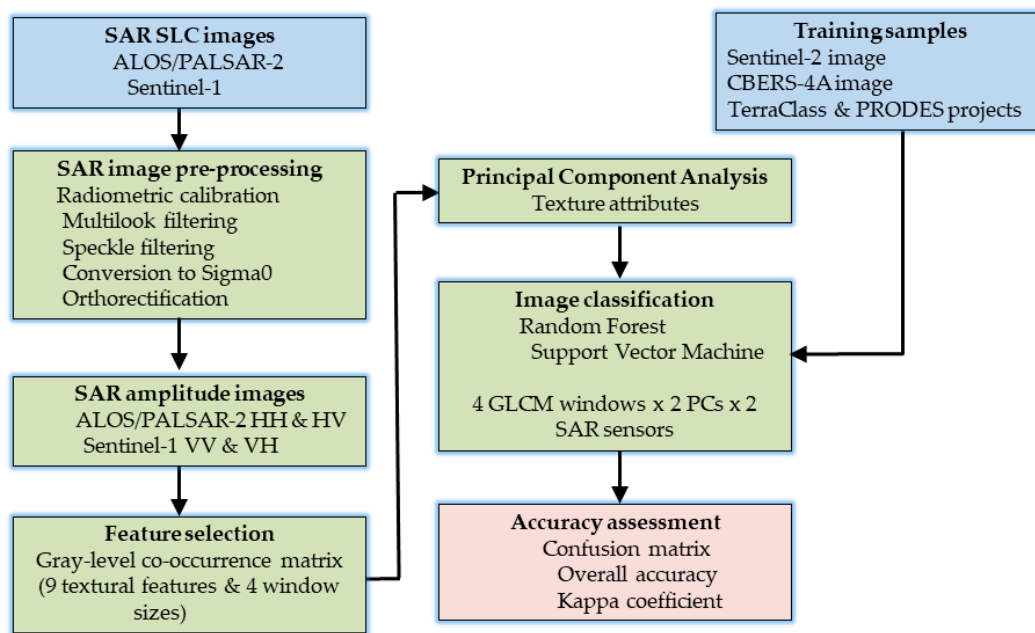 SAR SLC images
ALOS/PALSAR-2
Sentinel-1
SAR image pre-processing
Radiometric calibration
Multilook filtering
Speckle filtering
Conversion to Sigma0
Orthorectification
SAR amplitude images
ALOS/PALSAR-2 HH & HV
Sentinel-1 VV & VH
Feature selection
Gray-level co-occurrence matrix
(9 textural features & 4 window
sizes)
Principal Component Analysis
Texture attributes
Training samples
Sentinel-2 image
CBERS-4A image
TerraClass & PRODES projects
Image classification
Random Forest
Support Vector Machine
4 GLCM windows x 2 PCs x 2
SAR sensors
Accuracy assessment
Confusion matrix
Overall accuracy
Kappa coefficient